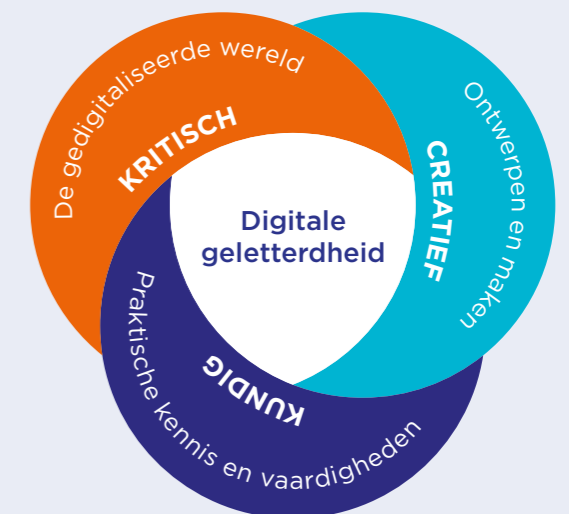 De gedigitaliseerde wereld
KRITISCH
Ontwerpen en maken
CREATIEF
Digitale
geletterdheid
KUNDIG
Praktische kennis en vaardigheden